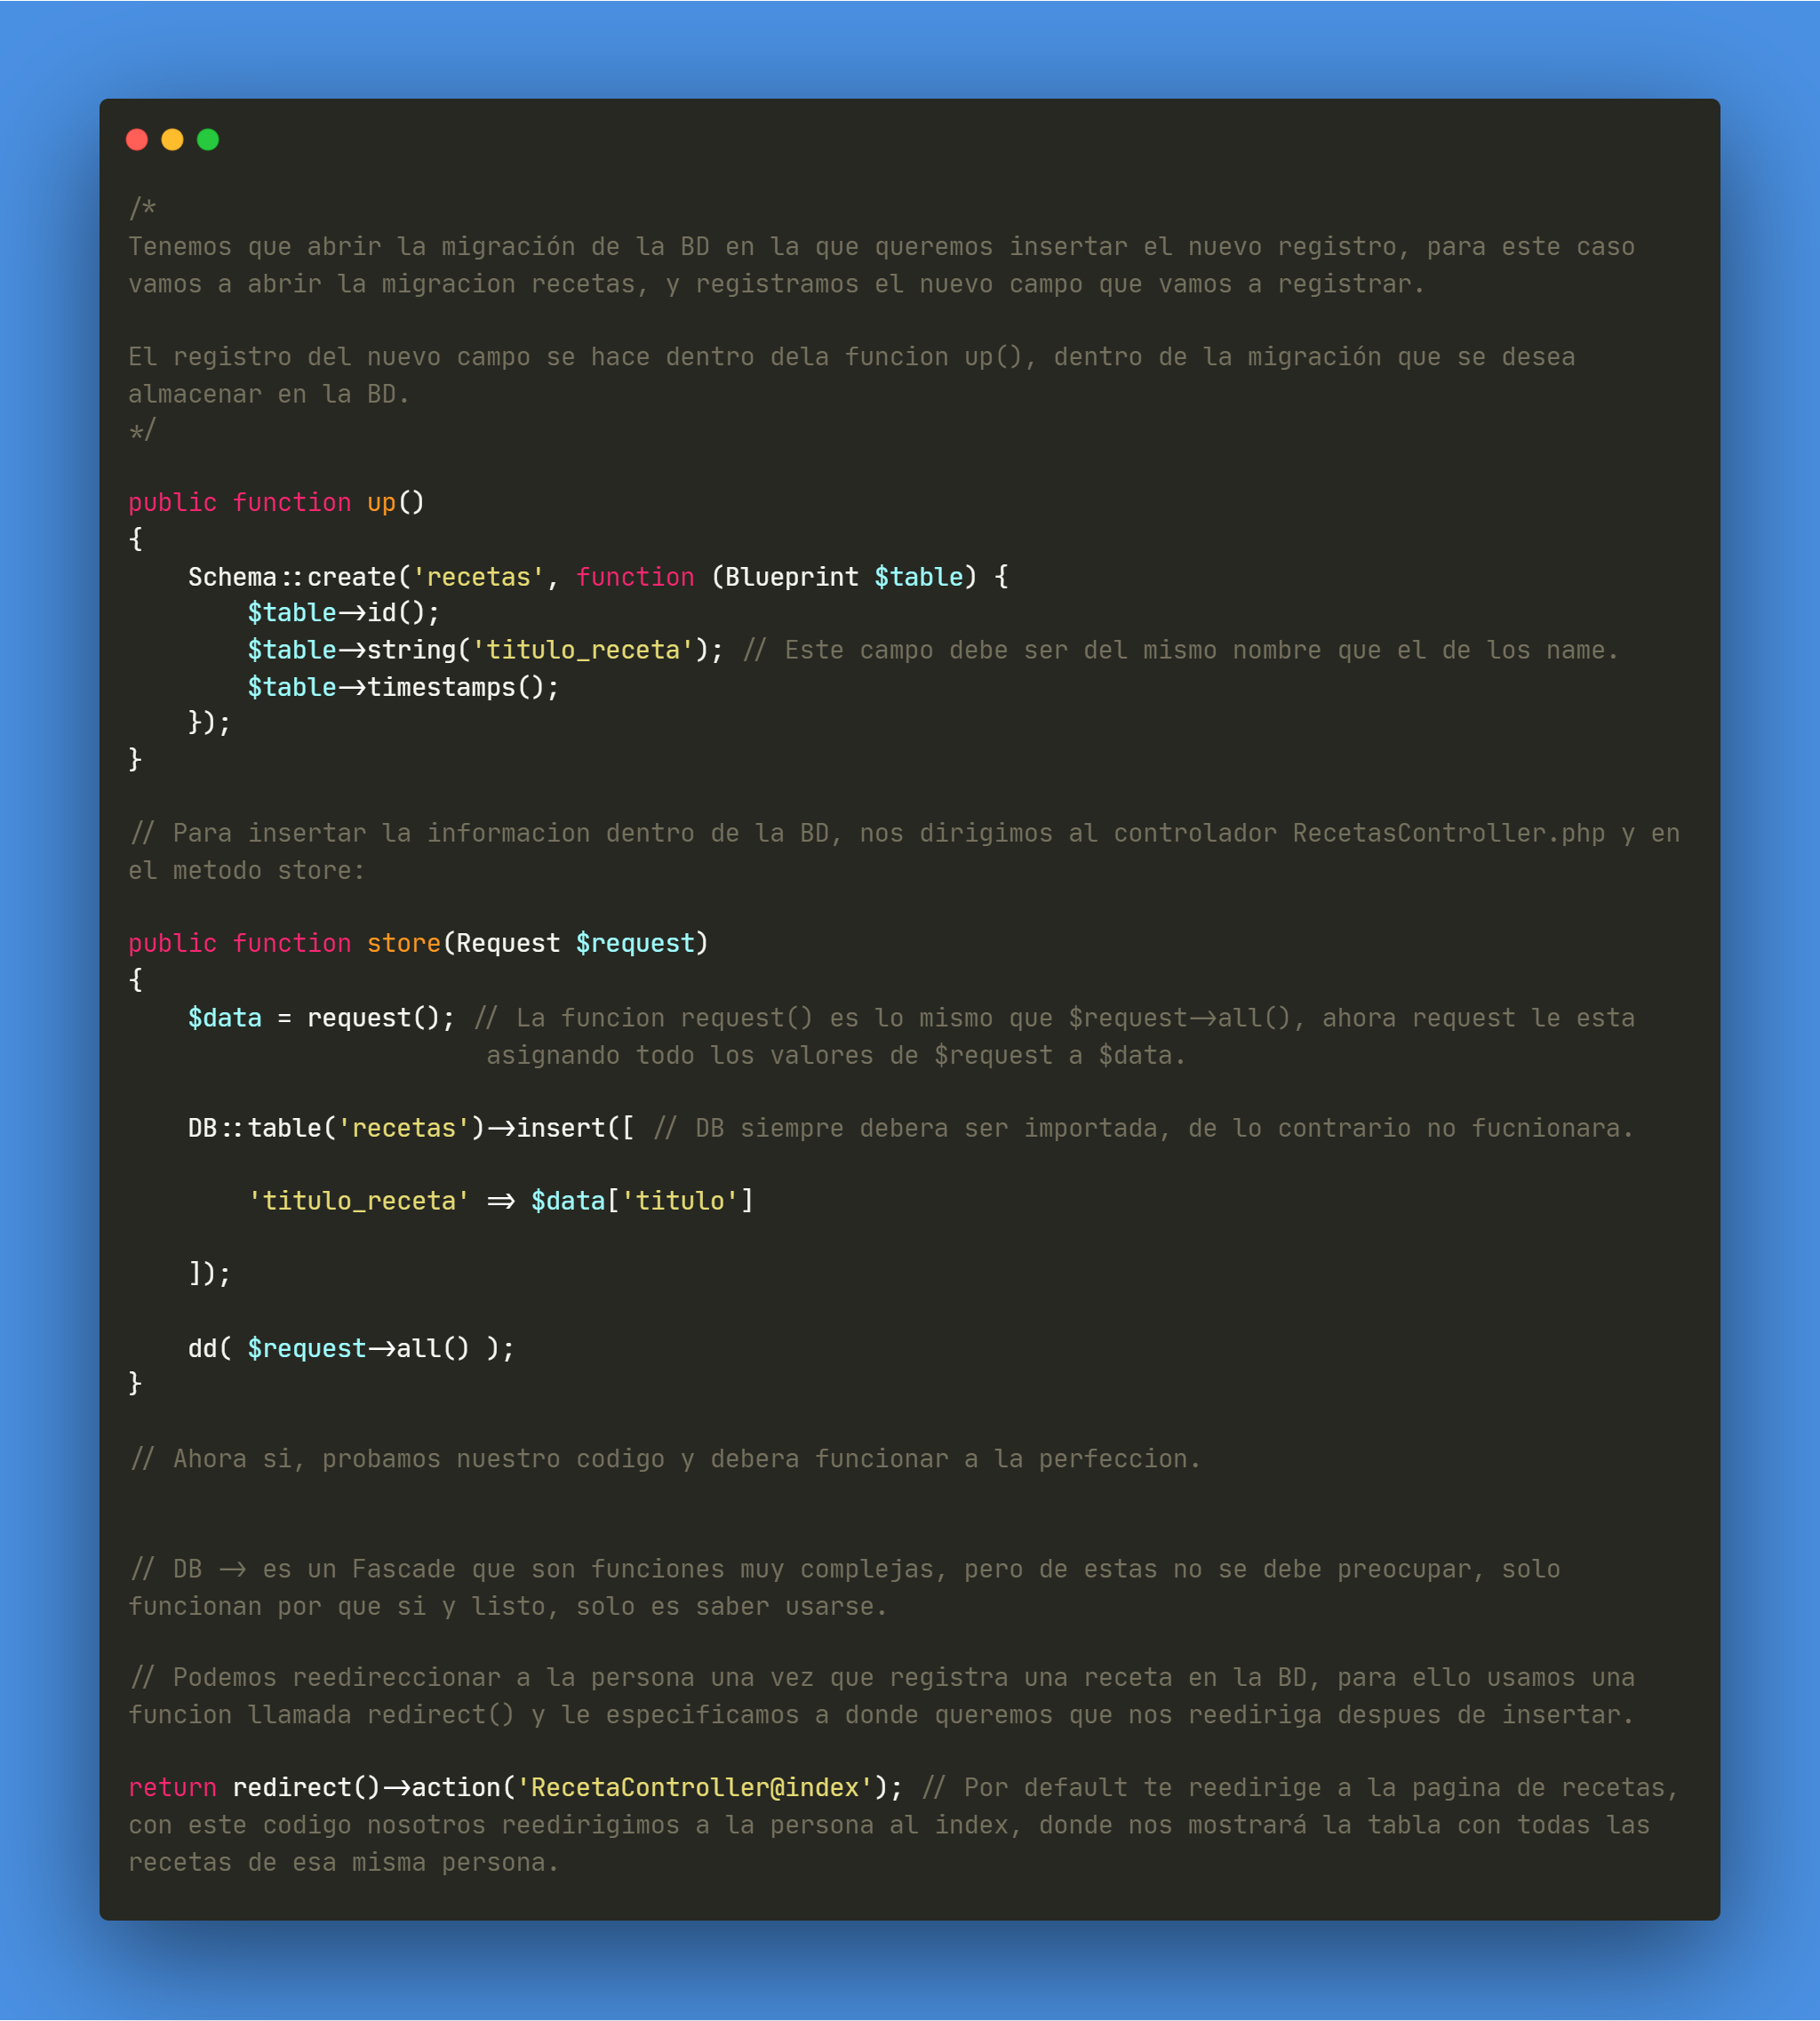 /*
Tenemos que abrir la migración de la BD en la que queremos insertar el nuevo registro, para este caso
vamos a abrir la migracion recetas, y registramos el nuevo campo que vamos a registrar.
El registro del nuevo campo se hace dentro dela funcion up(), dentro de la migración que se desea
almacenar en la BD.
*/
public function up()
{
    Schema::create('recetas', function (Blueprint $table) {
        $table->id();
        $table->string('titulo_receta'); // Este campo debe ser del mismo nombre que el de los name.
        $table->timestamps();
    });
}
// Para insertar la informacion dentro de la BD, nos dirigimos al controlador RecetasController.php y en
el metodo store:
public function store(Request $request)
{
    $data = request(); // La funcion request() es lo mismo que $request->all(), ahora request le esta
                        asignando todo los valores de $request a $data.
    DB::table('recetas')->insert([ // DB siempre debera ser importada, de lo contrario no fucnionara.
        'titulo_receta' => $data['titulo']
    ]);
    dd( $request->all() );
}
// Ahora si, probamos nuestro codigo y debera funcionar a la perfeccion.
// DB -> es un Fascade que son funciones muy complejas, pero de estas no se debe preocupar, solo
funcionan por que si y listo, solo es saber usarse.
// Podemos reedireccionar a la persona una vez que registra una receta en la BD, para ello usamos una
funcion llamada redirect() y le especificamos a donde queremos que nos reediriga despues de insertar.
return redirect()->action('RecetaController@index'); // Por default te reedirige a la pagina de recetas,
con este codigo nosotros reedirigimos a la persona al index, donde nos mostrará la tabla con todas las
recetas de esa misma persona.